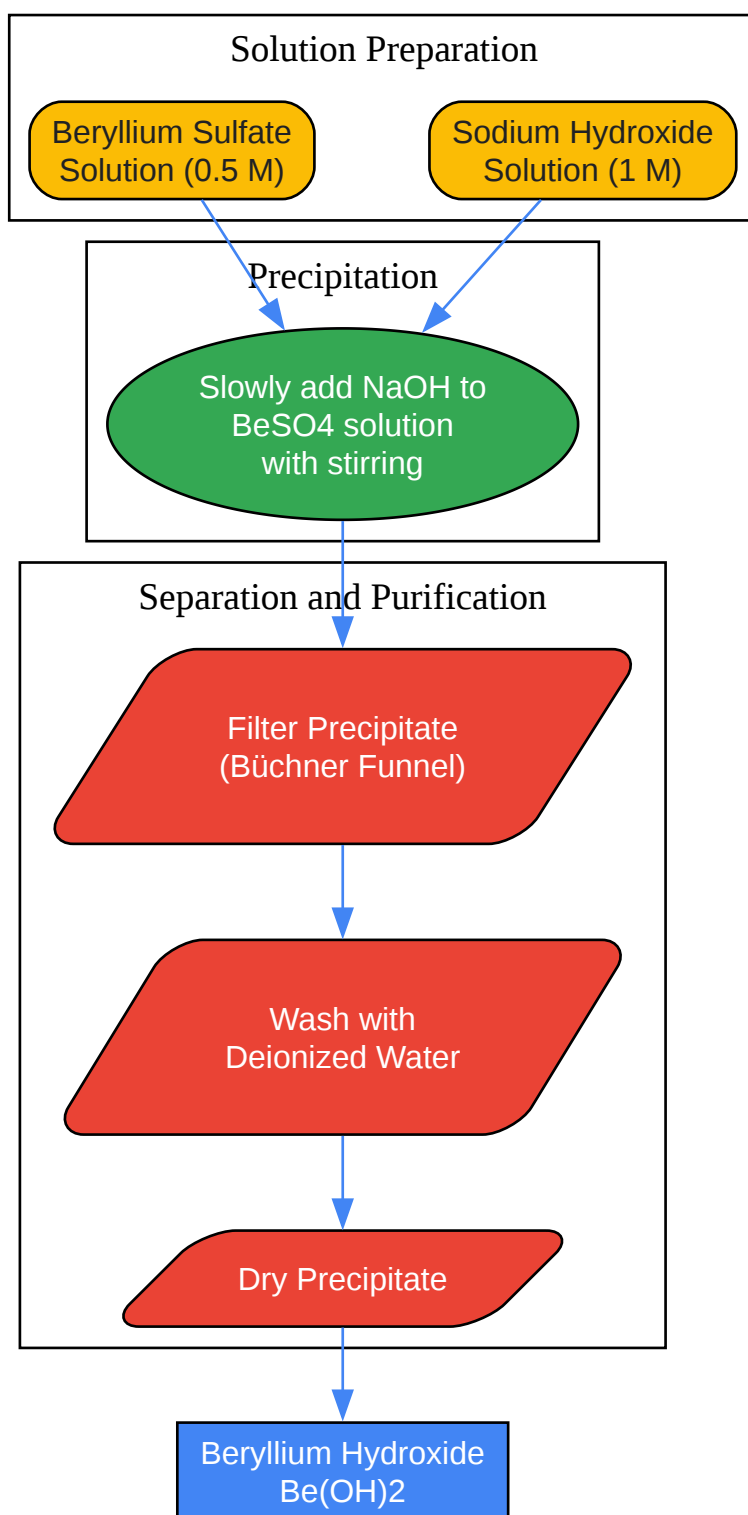 Solution Preparation
Beryllium Sulfate
Solution (0.5 M)
Sodium Hydroxide
Solution (1 M)
Precipitation
Slowly add NaOH to
BeSO4 solution
with stirring
Separation and Purification
Filter Precipitate
(Büchner Funnel)
Wash with
Deionized Water
Dry Precipitate
Beryllium Hydroxide
Be(OH)2